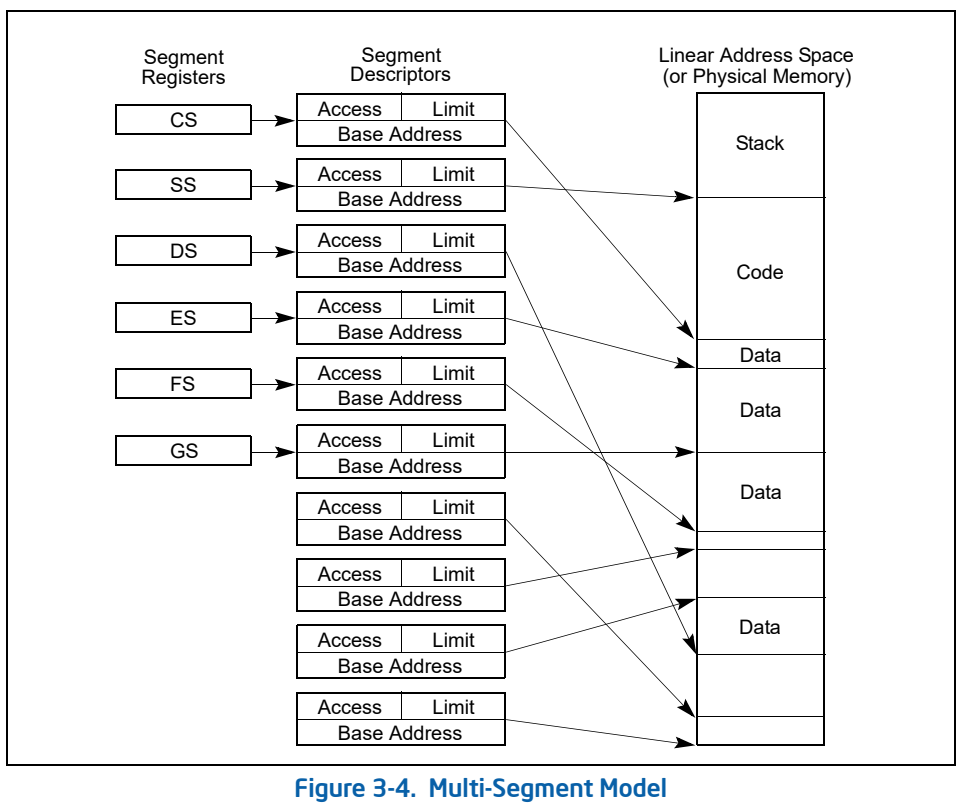 Segment
Registers
Segment
Descriptors
Linear Address Space
(or Physical Memory)
CS
Access Limit
Base Address
Stack
SS
Access Limit
Base Address
DS
Access Limit
Base Address
Code
ES
Access Limit
Base Address
Data
FS
Access Limit
Base Address
Data
GS
Access Limit
Base Address
Data
Access Limit
Base Address
Access Limit
Base Address
Access Limit
Base Address
Data
Access Limit
Base Address
Figure 3-4. Multi-Segment Model